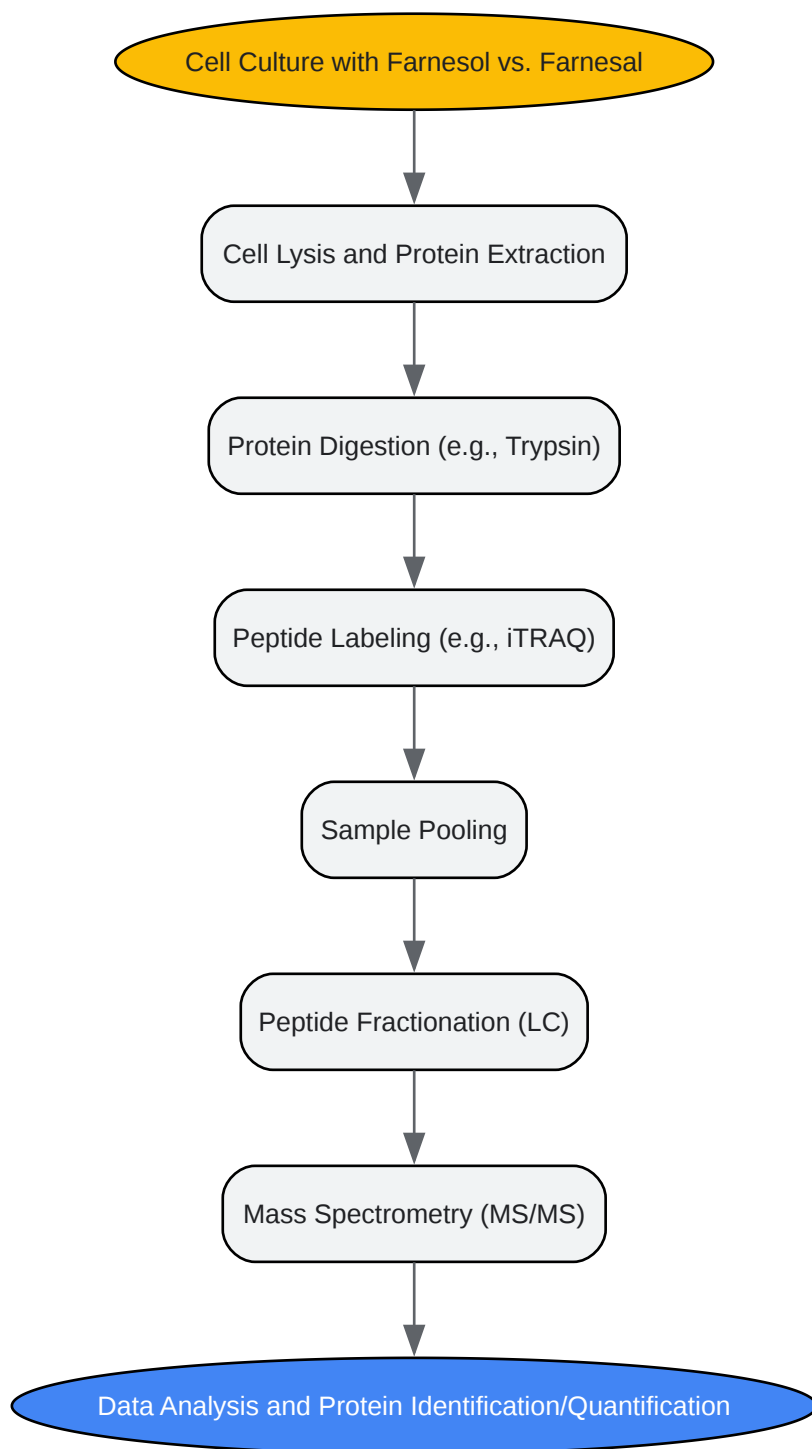 Cell Culture with Farnesol vs. Farnesal
Cell Lysis and Protein Extraction
Protein Digestion (e.g., Trypsin)
Peptide Labeling (e.g., iTRAQ)
Sample Pooling
Peptide Fractionation (LC)
Mass Spectrometry (MS/MS)
Data Analysis and Protein Identification/Quantification